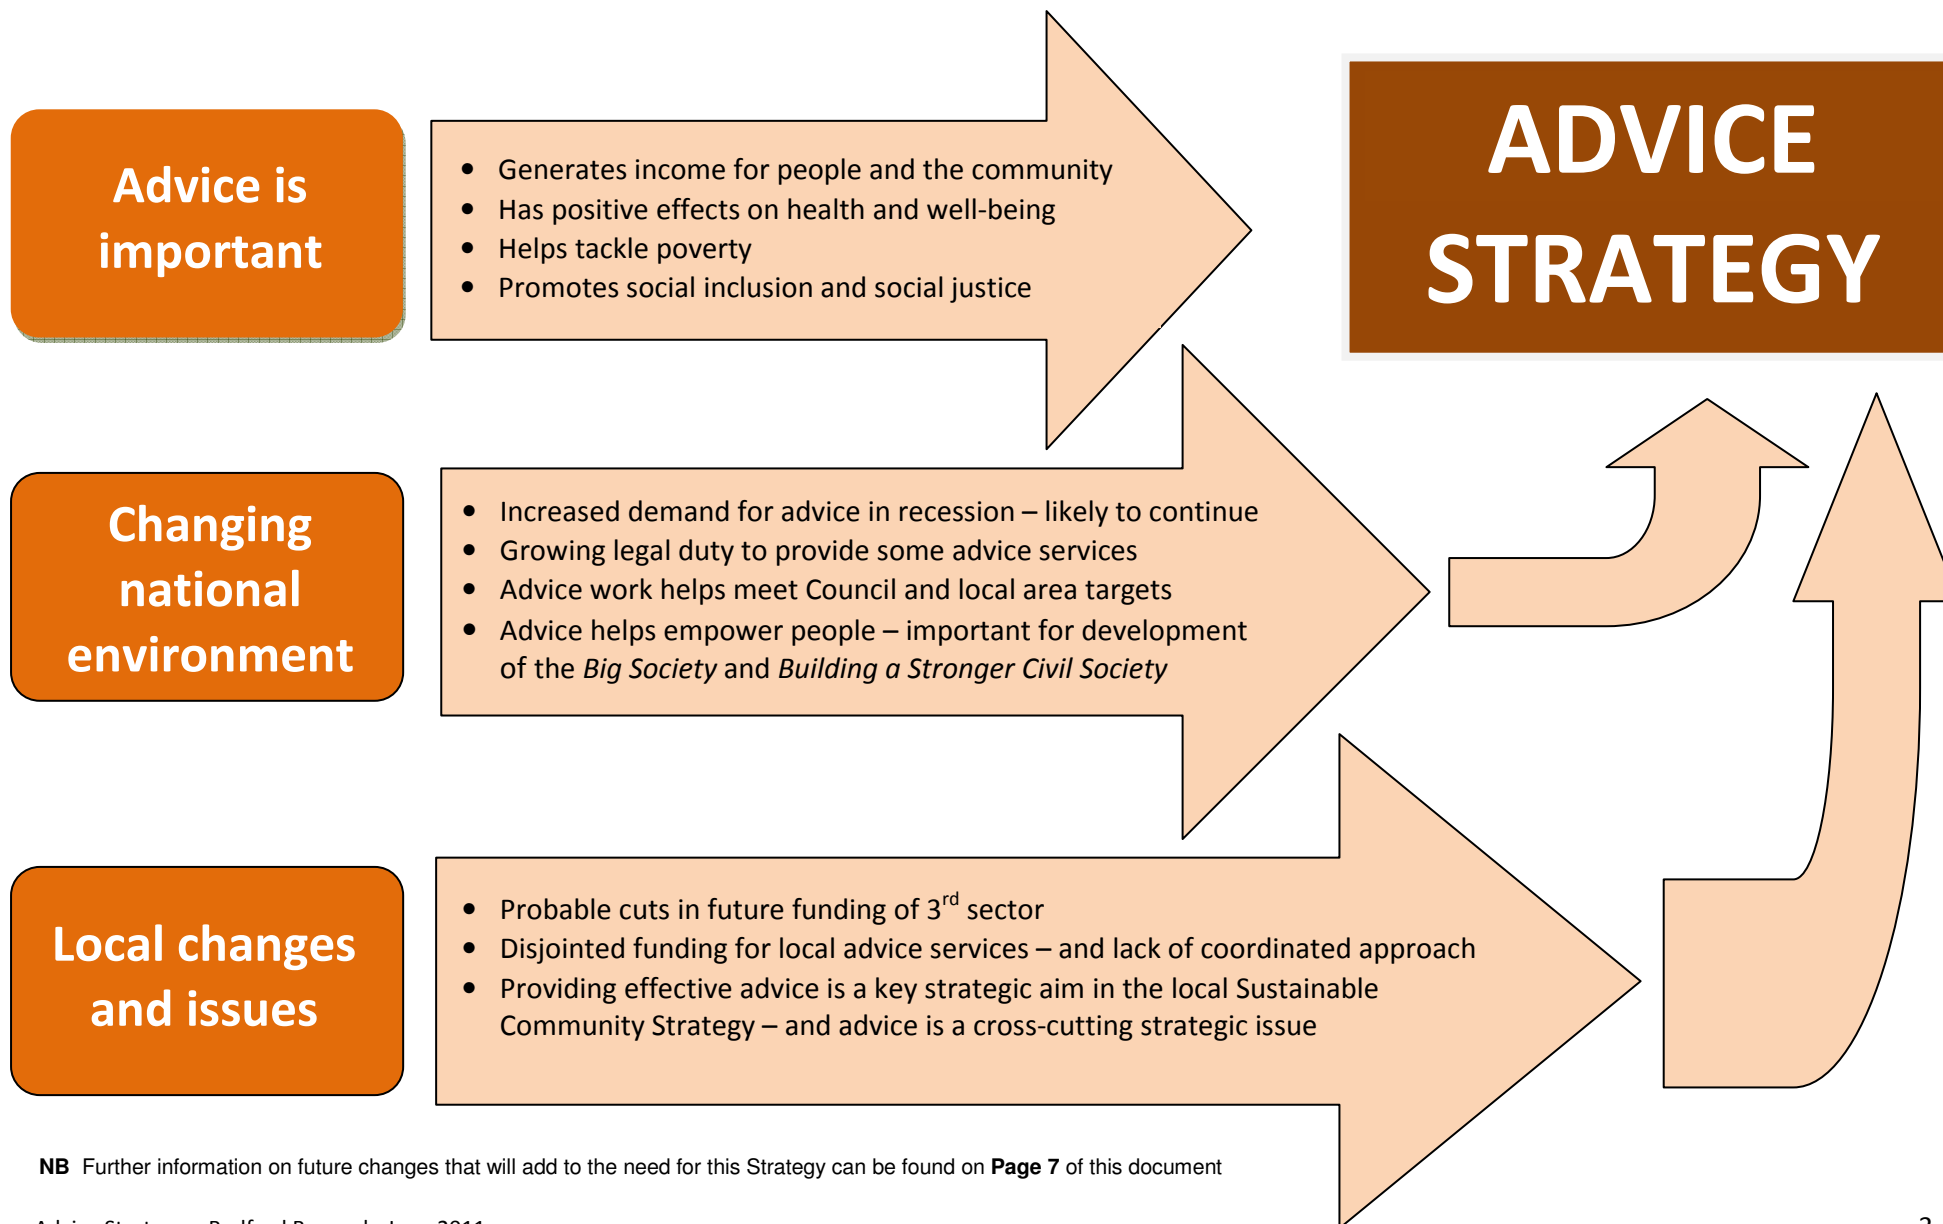 ADVICE
STRATEGY
Advice is
important
• Generates income for people and the community
• Has positive effects on health and well-being
• Helps tackle poverty
• Promotes social inclusion and social justice
Changing
national
environment
• Increased demand for advice in recession – likely to continue
• Growing legal duty to provide some advice services
• Advice work helps meet Council and local area targets
• Advice helps empower people – important for development
of the Big Society and Building a Stronger Civil Society
Local changes
and issues
• Probable cuts in future funding of 3rd sector
• Disjointed funding for local advice services – and lack of coordinated approach
• Providing effective advice is a key strategic aim in the local Sustainable
Community Strategy – and advice is a cross-cutting strategic issue
NB Further information on future changes that will add to the need for this Strategy can be found on Page 7 of this document